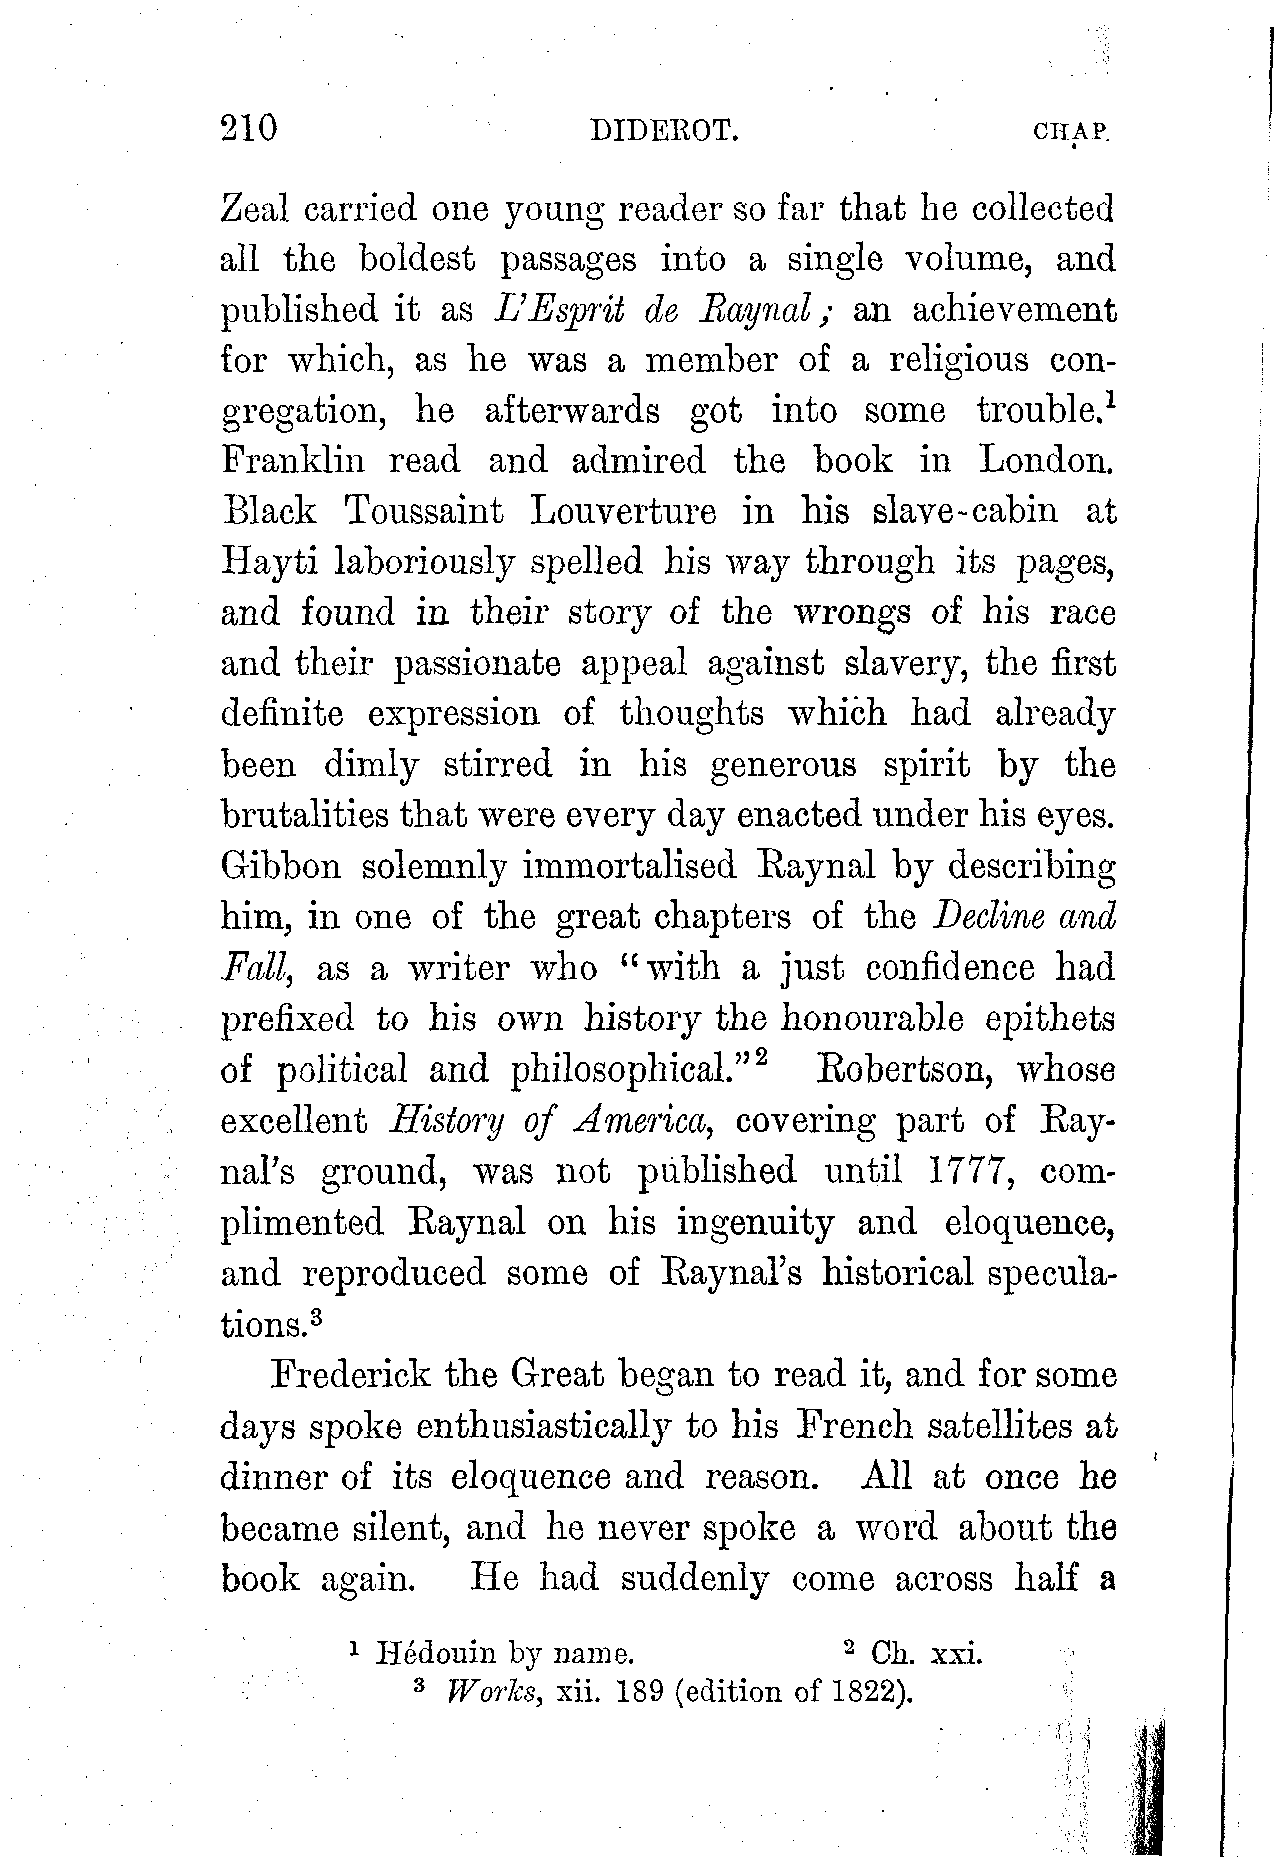 210 DIDEROT. CHAP.
Zeal carried one young reader so far that he collected
all the boldest passages into a single volume, and
published it as L'Esprit de Raynal; an achievement
for which, as he was a member of a religious con-
gregation, he afterwards got into some trouble.¹
Franklin read and admired the book in London.
Black Toussaint Louverture in his slave-cabin at
Hayti laboriously spelled his way through its pages,
and found in their story of the wrongs of his race
and their passionate appeal against slavery, the first
definite expression of thoughts which had already
been dimly stirred in his generous spirit by the
brutalities that were every day enacted under his eyes.
Gibbon solemnly immortalised Raynal by describing
him, in one of the great chapters of the Decline and
Fall, as a writer who “with a just confidence had
prefixed to his own history the honourable epithets
of political and philosophical.”² Robertson, whose
excellent History of America, covering part of Ray-
nal's ground, was not published until 1777, com-
plimented Raynal on his ingenuity and eloquence,
and reproduced some of Raynal's historical specula-
tions.³
Frederick the Great began to read it, and for some
days spoke enthusiastically to his French satellites at
dinner of its eloquence and reason. All at once he
became silent, and he never spoke a word about the
book again. He had suddenly come across half a
¹ Hédouin by name. ² Ch. xxi.
³ Works, xii. 189 (edition of 1822).